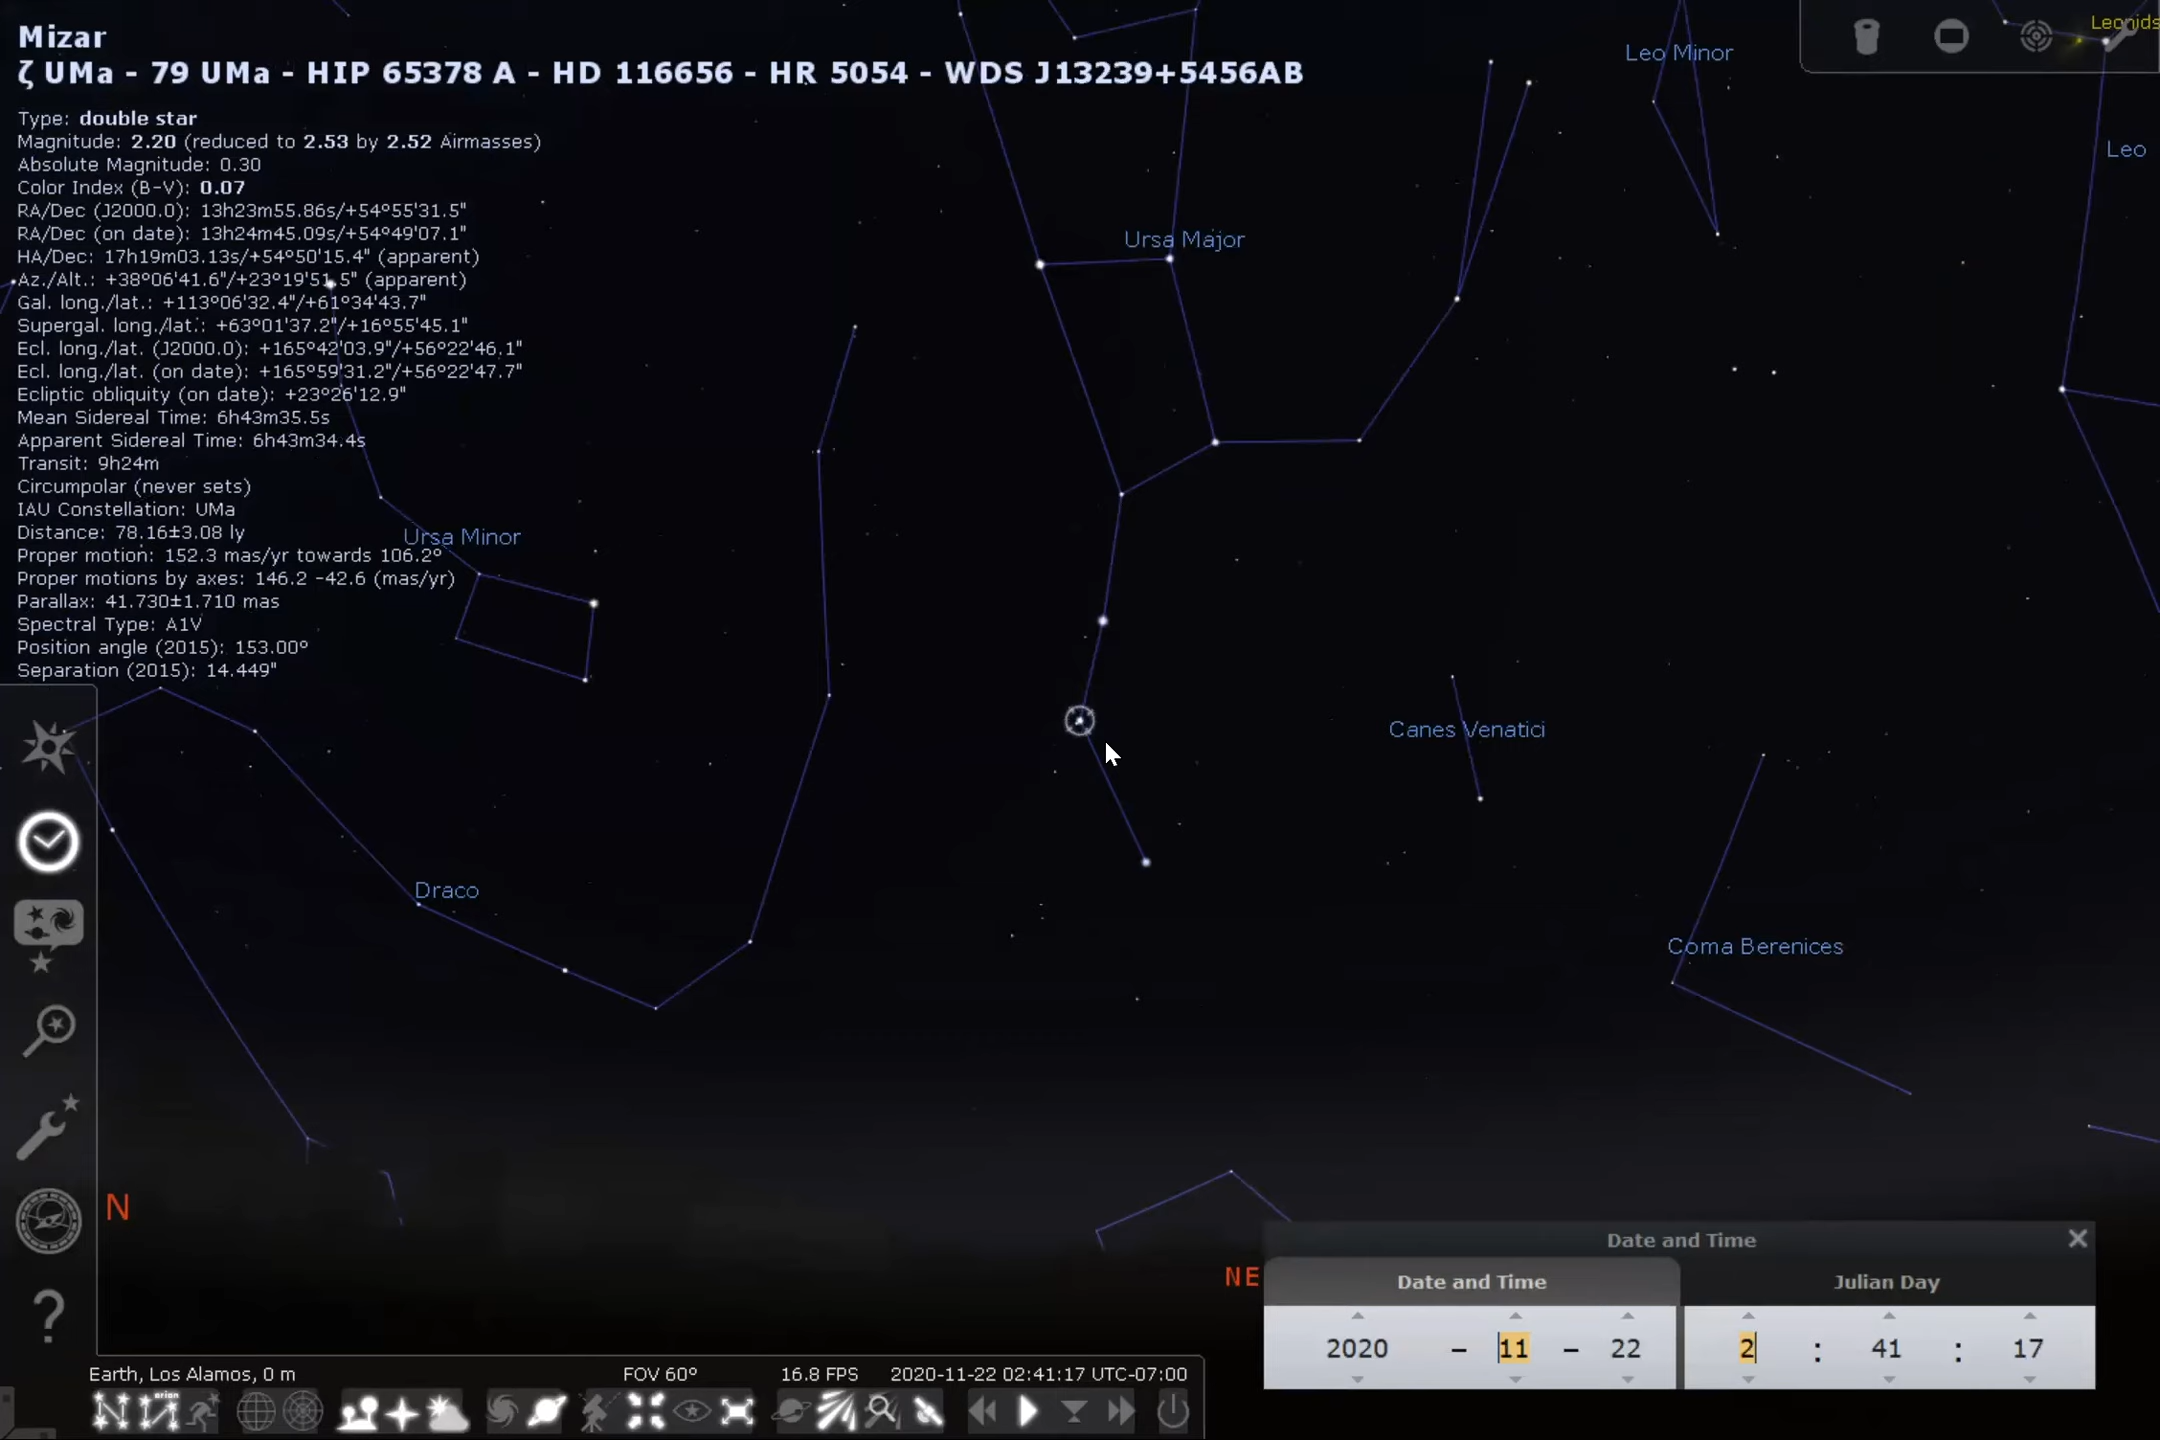 Mizar
ζ UMa - 79 UMa - HIP 65378 A - HD 116656 - HR 5054 - WDS J13239+5456AB
Type: double star
Magnitude: 2.20 (reduced to 2.53 by 2.52 Airmasses)
Absolute Magnitude: 0.30
Color Index (B-V): 0.07
RA/Dec (J2000.0): 13h23m55.86s/+54°55'31.5"
RA/Dec (on date): 13h24m45.09s/+54°49'07.1"
HA/Dec: 17h19m03.13s/+54°50'15.4" (apparent)
Az./Alt.: +38°06'41.6"/+23°19'51.5" (apparent)
Gal. long./lat.: +113°06'32.4"/+61°34'43.7"
Supergal. long./lat.: +63°01'37.2"/+16°55'45.1"
Ecl. long./lat. (J2000.0): +165°42'03.9"/+56°22'46.1"
Ecl. long./lat. (on date): +165°59'31.2"/+56°22'47.7"
Ecliptic obliquity (on date): +23°26'12.9"
Mean Sidereal Time: 6h43m35.5s
Apparent Sidereal Time: 6h43m34.4s
Transit: 9h24m
Circumpolar (never sets)
IAU Constellation: UMa
Distance: 78.16±3.08 ly
Proper motion: 152.3 mas/yr towards 106.2°
Proper motions by axes: 146.2 -42.6 (mas/yr)
Parallax: 41.730±1.710 mas
Spectral Type: A1V
Position angle (2015): 153.00°
Separation (2015): 14.449"
Leonids
Leo Minor
Leo
Ursa Major
Ursa Minor
Canes Venatici
Draco
Coma Berenices
N
NE
Date and Time
Date and Time
Julian Day
2020 - 11 - 22
2 : 41 : 17
Earth, Los Alamos, 0 m
FOV 60°
16.8 FPS
2020-11-22 02:41:17 UTC-07:00
orion